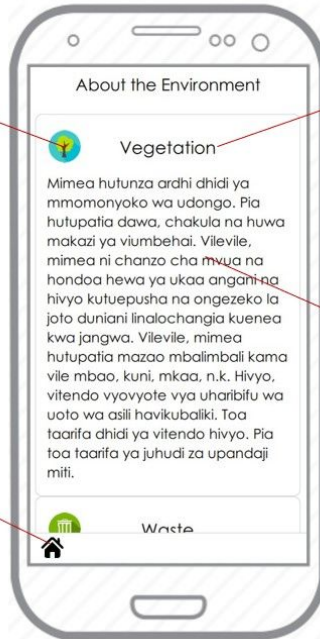 About the Environment
Vegetation
Mimea hutunza ardhi dhidi ya
mmomonyoko wa udongo. Pia
hutupatia dawa, chakula na huwa
makazi ya viumbehai. Vilevile,
mimea ni chanzo cha mvua na
hondoa hewa ya ukaa angani na
hivyo kutuepusha na ongezeko la
joto duniani linalochangia kuenea
kwa jangwa. Vilevile, mimea
hutupatia mazao mbalimbali kama
vile mbao, kuni, mkaa, n.k. Hivyo,
vitendo vyovyote vya uharibifu wa
uoto wa asili havikubaliki. Toa
taarifa dhidi ya vitendo hivyo. Pia
toa taarifa ya juhudi za upandaji
miti.
Waste